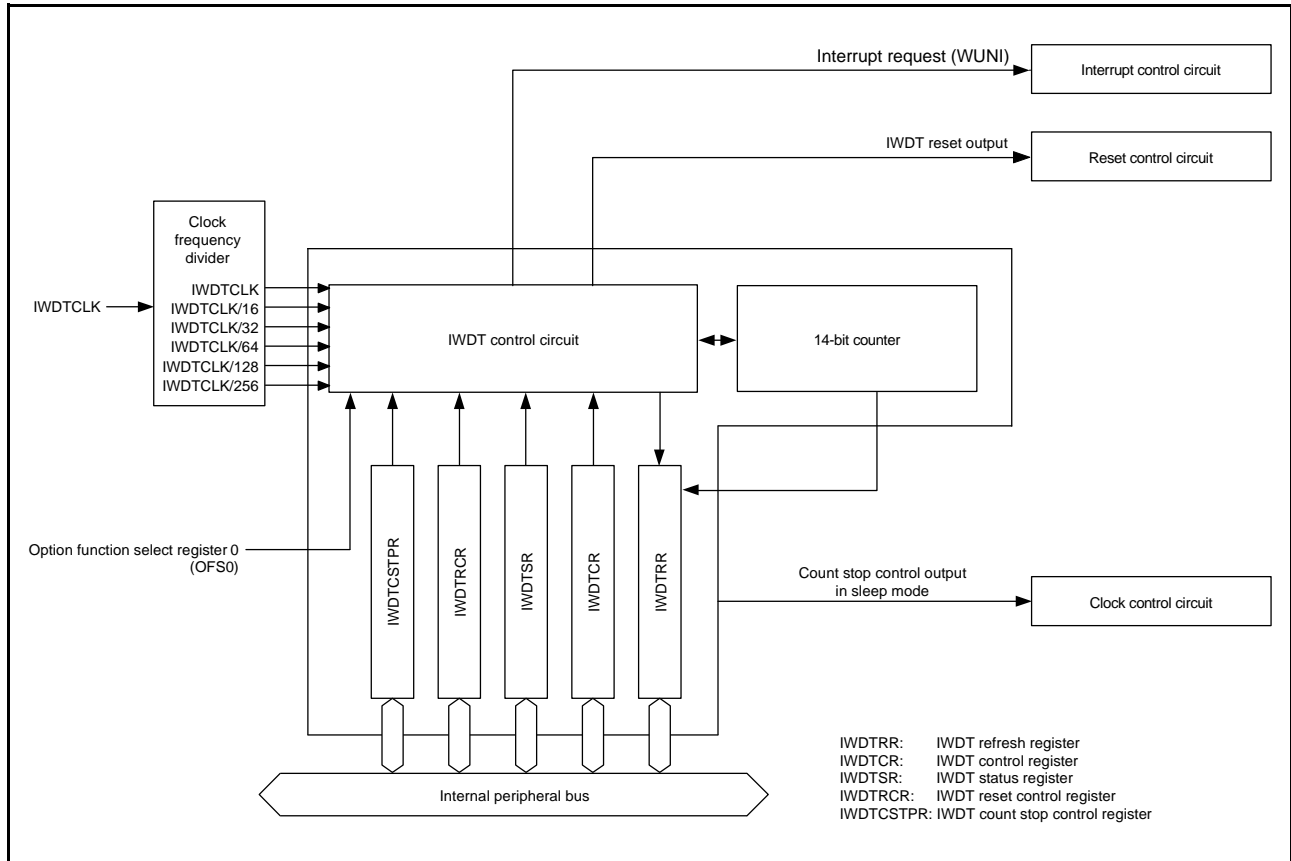 Interrupt request (WUNI)
Interrupt control circuit
IWDT reset output
Reset control circuit
Clock
frequency
divider
IWDTCLK
IWDTCLK
IWDTCLK/16
IWDTCLK/32
IWDTCLK/64
IWDTCLK/128
IWDTCLK/256
IWDT control circuit
14-bit counter
Option function select register 0
(OFS0)
IWDTCSTPR
IWDTRCR
IWDTSR
IWDTCR
IWDTRR
Count stop control output
in sleep mode
Clock control circuit
Internal peripheral bus
IWDTRR: IWDT refresh register
IWDTCR: IWDT control register
IWDTSR: IWDT status register
IWDTRCR: IWDT reset control register
IWDTCSTPR: IWDT count stop control register